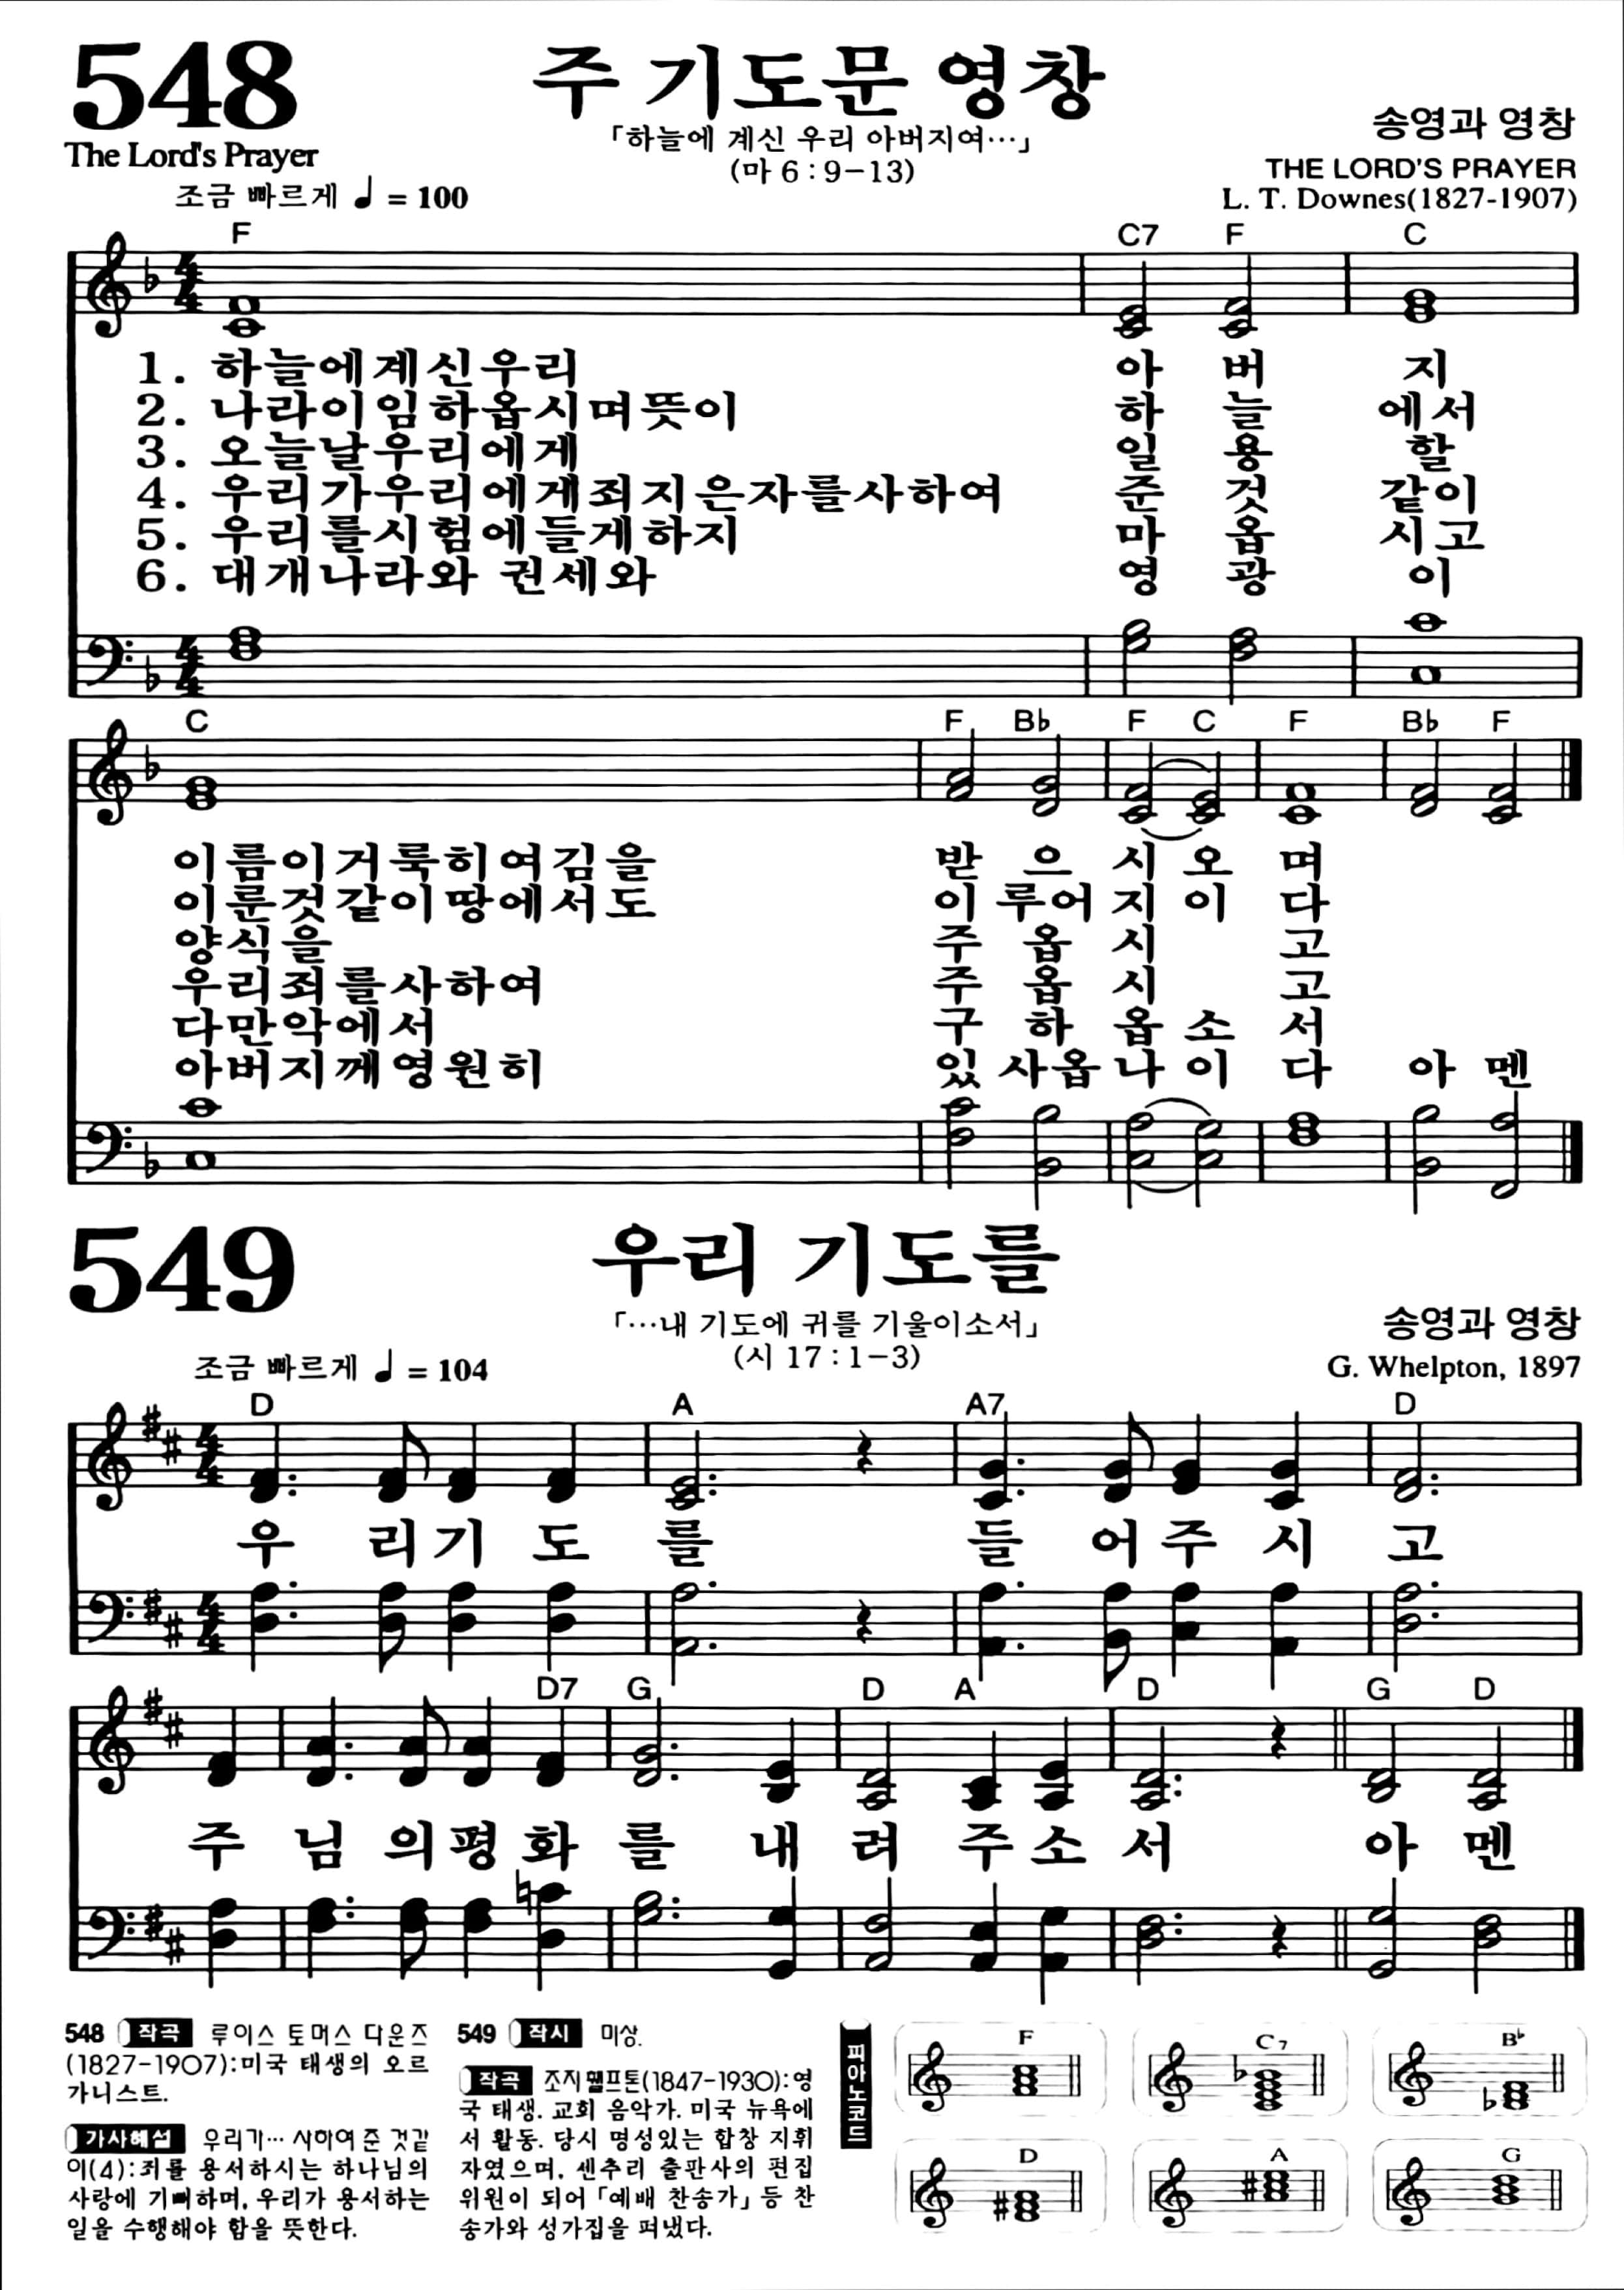 548
주 기도문 영창
「하늘에 계신 우리 아버지여…」
(마 6 : 9-13)
송영과 영창
The Lord's Prayer
THE LORD'S PRAYER
조금 빠르게 ♩ = 100
L. T. Downes(1827-1907)
F C7 F C
1. 하늘에계신우리 아 버 지
2. 나라이임하옵시며뜻이 하 늘 에서
3. 오늘날우리에게 일 용 할
4. 우리가우리에게죄지은자를사하여 준 것 같이
5. 우리를시험에들게하지 마 옵 시고
6. 대개나라와 권세와 영 광 이
C F B♭ F C F B♭ F
이름이거룩히여김을 받 으 시 오 며
이룬것같이땅에서도 이 루어 지 이 다
양식을 주 옵 시 고
우리죄를사하여 주 옵 시 고
다만악에서 구 하 옵 소 서
아버지께영원히 있 사옵 나 이 다 아 멘
549
우리 기도를
「…내 기도에 귀를 기울이소서」
(시 17 : 1-3)
송영과 영창
조금 빠르게 ♩ = 104
G. Whelpton, 1897
D A A7 D
우 리 기 도 를 들 어 주 시 고
D7 G D A D G D
주 님 의 평 화 를 내 려 주 소 서 아 멘
548 작곡 루이스 토머스 다운즈
(1827-1907):미국 태생의 오르
가니스트.
가사해설 우리가… 사하여 준 것같
이(4):죄를 용서하시는 하나님의
사랑에 기뻐하며, 우리가 용서하는
일을 수행해야 함을 뜻한다.
549 작시 미상.
작곡 조지 휄프톤(1847-1930):영
국 태생. 교회 음악가. 미국 뉴욕에
서 활동. 당시 명성있는 합창 지휘
자였으며, 센추리 출판사의 편집
위원이 되어 「예배 찬송가」 등 찬
송가와 성가집을 펴냈다.
피아노코드
F C7 B♭
D A G